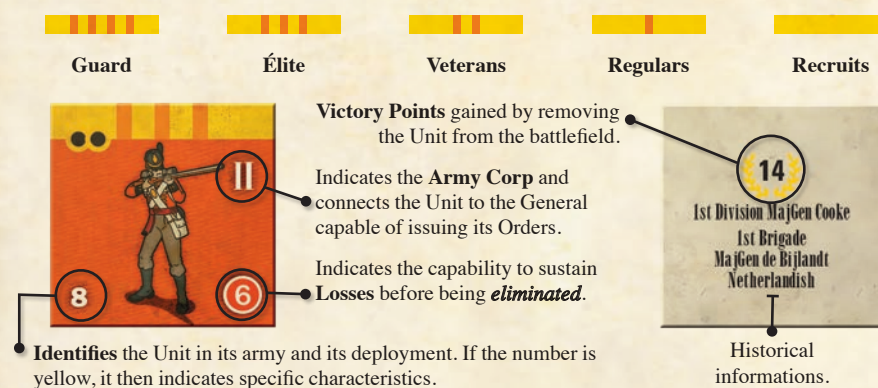 Guard
Élite
Veterans
Regulars
Recruits
Victory Points gained by removing
the Unit from the battlefield.
II
Indicates the Army Corp and
connects the Unit to the General
capable of issuing its Orders.
Indicates the capability to sustain
Losses before being eliminated.
8
6
Identifies the Unit in its army and its deployment. If the number is
yellow, it then indicates specific characteristics.
14
1st Division MajGen Cooke
1st Brigade
MajGen de Bijlandt
Netherlandish
Historical
informations.